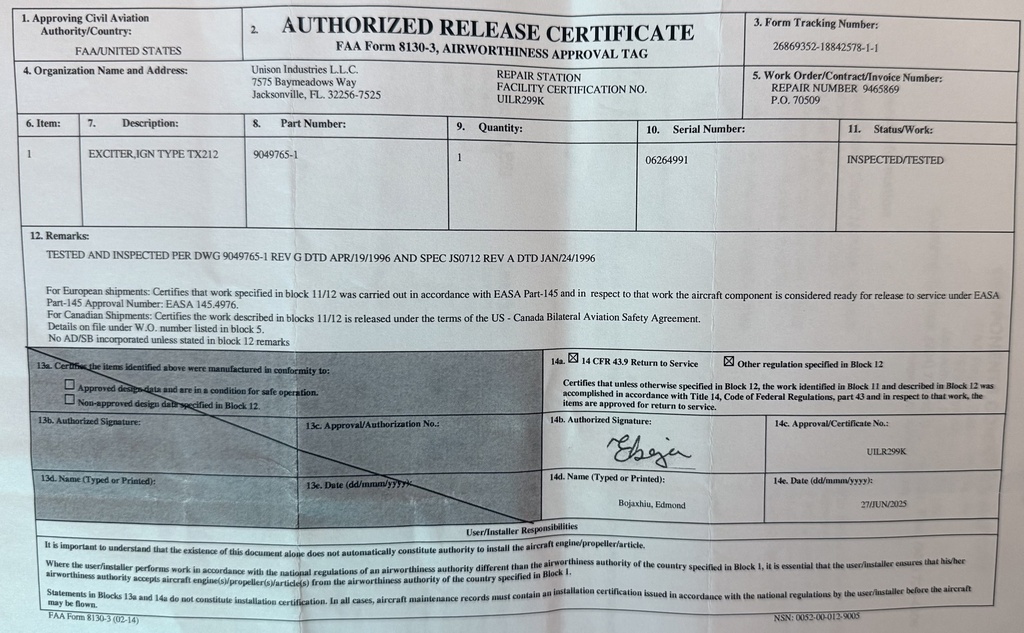 1. Approving Civil Aviation
Authority/Country:
FAA/UNITED STATES
2.
AUTHORIZED RELEASE CERTIFICATE
FAA Form 8130-3, AIRWORTHINESS APPROVAL TAG
3. Form Tracking Number:
26869352-18842578-1-1
4. Organization Name and Address:
Unison Industries L.L.C.
7575 Baymeadows Way
Jacksonville, FL. 32256-7525
REPAIR STATION
FACILITY CERTIFICATION NO.
UILR299K
5. Work Order/Contract/Invoice Number:
REPAIR NUMBER 9465869
P.O. 70509
6. Item:
7. Description:
8. Part Number:
9. Quantity:
10. Serial Number:
11. Status/Work:
1
EXCITER,IGN TYPE TX212
9049765-1
1
06264991
INSPECTED/TESTED
12. Remarks:
TESTED AND INSPECTED PER DWG 9049765-1 REV G DTD APR/19/1996 AND SPEC JS0712 REV A DTD JAN/24/1996
For European shipments: Certifies that work specified in block 11/12 was carried out in accordance with EASA Part-145 and in respect to that work the aircraft component is considered ready for release to service under EASA
Part-145 Approval Number: EASA 145.4976.
For Canadian Shipments: Certifies the work described in blocks 11/12 is released under the terms of the US - Canada Bilateral Aviation Safety Agreement.
Details on file under W.O. number listed in block 5.
No AD/SB incorporated unless stated in block 12 remarks
13a. Certifies the items identified above were manufactured in conformity to:
Approved design data and are in a condition for safe operation.
Non-approved design data specified in Block 12.
13b. Authorized Signature:
13c. Approval/Authorization No.:
13d. Name (Typed or Printed):
13e. Date (dd/mmm/yyyy):
14a. ☒ 14 CFR 43.9 Return to Service
☒ Other regulation specified in Block 12
Certifies that unless otherwise specified in Block 12, the work identified in Block 11 and described in Block 12 was
accomplished in accordance with Title 14, Code of Federal Regulations, part 43 and in respect to that work, the
items are approved for return to service.
14b. Authorized Signature:
14c. Approval/Certificate No.:
UILR299K
14d. Name (Typed or Printed):
Bojaxhiu, Edmond
14e. Date (dd/mmm/yyyy):
27/JUN/2025
User/Installer Responsibilities
It is important to understand that the existence of this document alone does not automatically constitute authority to install the aircraft engine/propeller/article.
Where the user/installer performs work in accordance with the national regulations of an airworthiness authority different than the airworthiness authority of the country specified in Block 1, it is essential that the user/installer ensures that his/her
airworthiness authority accepts aircraft engine(s)/propeller(s)/article(s) from the airworthiness authority of the country specified in Block 1.
Statements in Blocks 13a and 14a do not constitute installation certification. In all cases, aircraft maintenance records must contain an installation certification issued in accordance with the national regulations by the user/installer before the aircraft
may be flown.
FAA Form 8130-3 (02-14)
NSN: 0052-00-012-9005